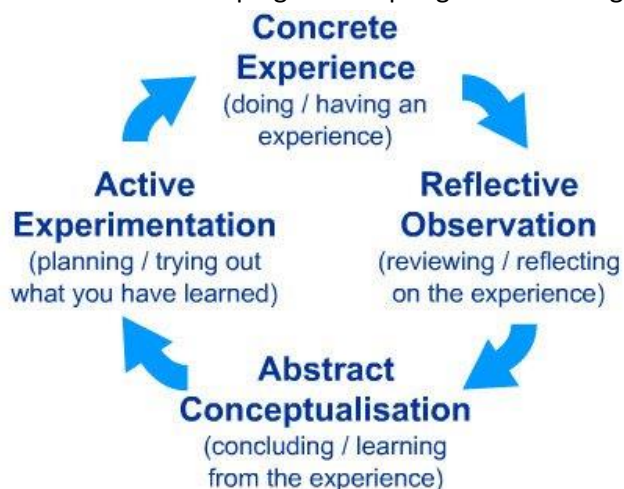 Concrete
Experience
(doing / having an
experience)
Active
Experimentation
(planning / trying out
what you have learned)
Reflective
Observation
(reviewing / reflecting
on the experience)
Abstract
Conceptualisation
(concluding / learning
from the experience)